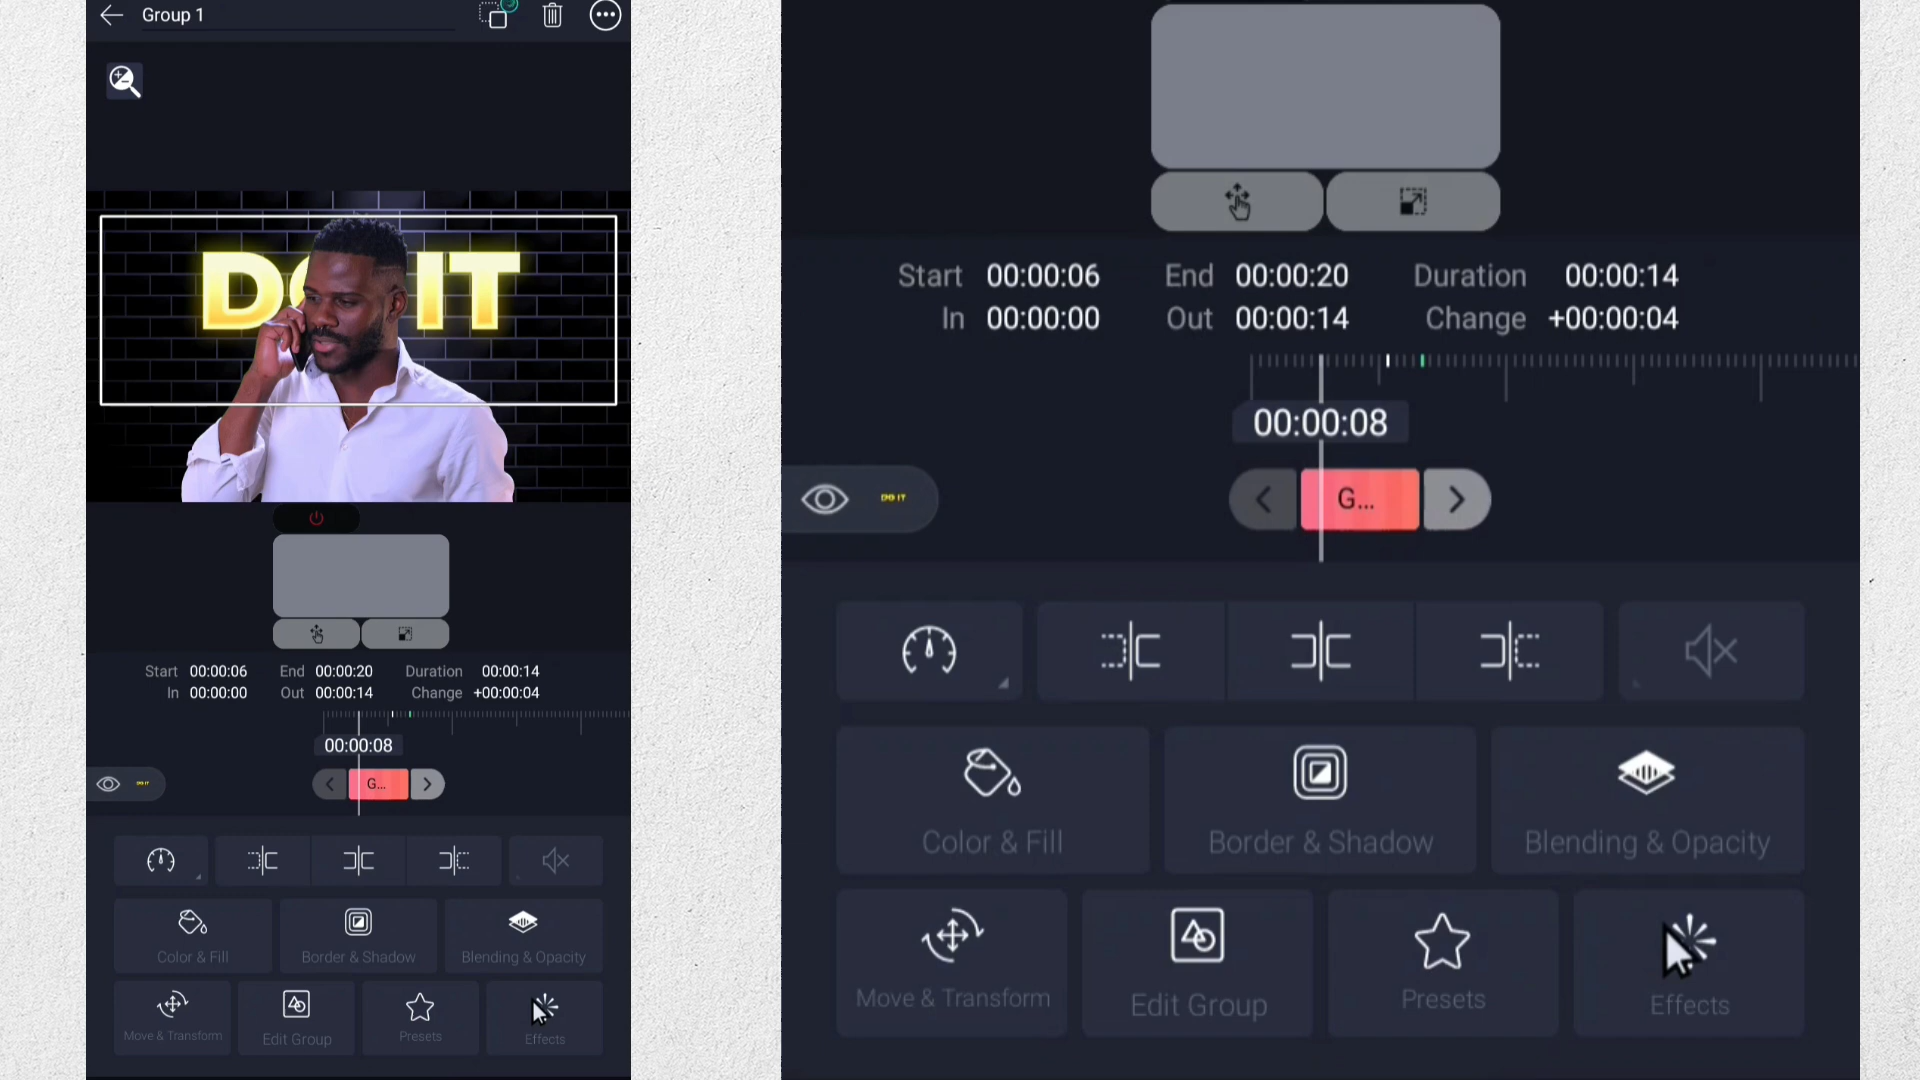 Group 1
DO IT
Start 00:00:06 End 00:00:20 Duration 00:00:14
In 00:00:00 Out 00:00:14 Change +00:00:04
00:00:08
DO IT G...
Color & Fill Border & Shadow Blending & Opacity
Move & Transform Edit Group Presets Effects
Start 00:00:06 End 00:00:20 Duration 00:00:14
In 00:00:00 Out 00:00:14 Change +00:00:04
00:00:08
DO IT G...
Color & Fill Border & Shadow Blending & Opacity
Move & Transform Edit Group Presets Effects